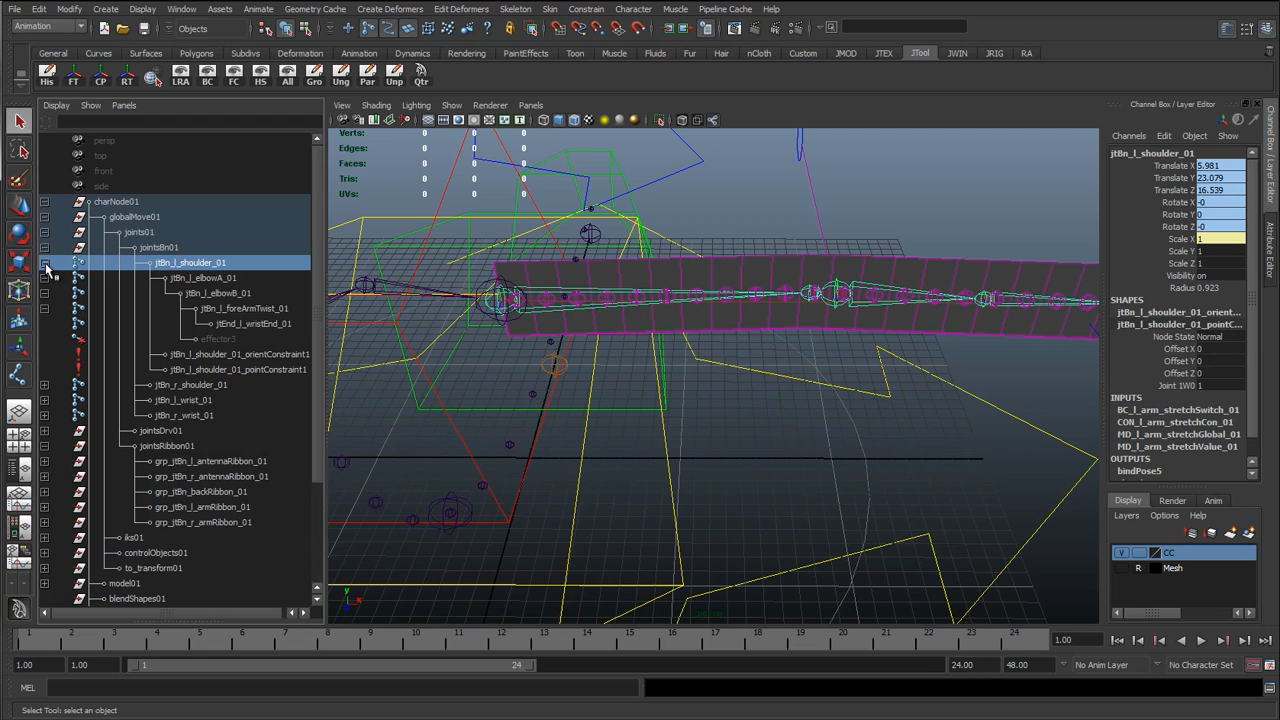 File Edit Modify Create Display Window Assets Animate Geometry Cache Create Deformers Edit Deformers Skeleton Skin Constrain Character Muscle Pipeline Cache Help
Animation Objects
General Curves Surfaces Polygons Subdivs Deformation Animation Dynamics Rendering PaintEffects Toon Muscle Fluids Fur Hair nCloth Custom JMOD JTEX JTool JWIN JRIG RA
His FT CP RT LRA BC FC HS All Gro Ung Par Unp Qtr
Display Show Panels
persp
top
front
side
charNode01
globalMove01
joints01
jointsBn01
jtBn_l_shoulder_01
jtBn_l_elbowA_01
jtBn_l_elbowB_01
jtBn_l_foreArmTwist_01
jtEnd_l_wristEnd_01
effector3
jtBn_l_shoulder_01_orientConstraint1
jtBn_l_shoulder_01_pointConstraint1
jtBn_r_shoulder_01
jtBn_l_wrist_01
jtBn_r_wrist_01
jointsDrv01
jointsRibbon01
grp_jtBn_l_antennaRibbon_01
grp_jtBn_r_antennaRibbon_01
grp_jtBn_backRibbon_01
grp_jtBn_l_armRibbon_01
grp_jtBn_r_armRibbon_01
iks01
controlObjects01
to_transform01
model01
blendShapes01
View Shading Lighting Show Renderer Panels
Verts: 0 0 0
Edges: 0 0 0
Faces: 0 0 0
Tris: 0 0 0
UVs: 0 0 0
y
x
Channel Box / Layer Editor
Channels Edit Object Show
jtBn_l_shoulder_01
Translate X 5.981
Translate Y 23.079
Translate Z 16.539
Rotate X -0
Rotate Y 0
Rotate Z -0
Scale X 1
Scale Y 1
Scale Z 1
Visibility on
Radius 0.923
SHAPES
jtBn_l_shoulder_01_orient...
jtBn_l_shoulder_01_pointC...
Node State Normal
Offset X 0
Offset Y 0
Offset Z 0
Joint 1W0 1
INPUTS
BC_l_arm_stretchSwitch_01
CON_l_arm_stretchCon_01
MD_l_arm_stretchGlobal_01
MD_l_arm_stretchValue_01
OUTPUTS
bindPose5
Display Render Anim
Layers Options Help
V CC
R Mesh
Channel Box / Layer Editor
Attribute Editor
1 2 3 4 5 6 7 8 9 10 11 12 13 14 15 16 17 18 19 20 21 22 23 24 1.00
1.00 1.00 1 24 24.00 48.00 No Anim Layer No Character Set
MEL
Select Tool: select an object